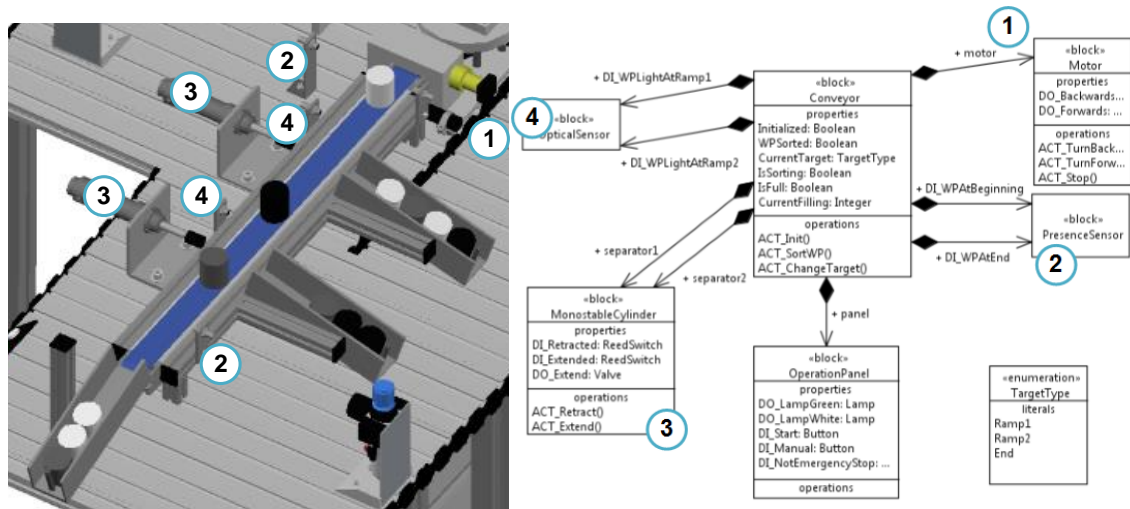 2
3
4
1
3
4
2
1
+ motor
«block»
Motor
properties
DO_Backwards...
DO_Forwards: ...
operations
ACT_TurnBack...
ACT_TurnForw...
ACT_Stop()
+ DI_WPLightAtRamp1
«block»
Conveyor
properties
Initialized: Boolean
WPSorted: Boolean
CurrentTarget: TargetType
IsSorting: Boolean
IsFull: Boolean
CurrentFilling: Integer
operations
ACT_Init()
ACT_SortWP()
ACT_ChangeTarget()
4
«block»
OpticalSensor
+ DI_WPLightAtRamp2
+ DI_WPAtBeginning
«block»
PresenceSensor
2
+ DI_WPAtEnd
+ separator1
+ separator2
«block»
MonostableCylinder
properties
DI_Retracted: ReedSwitch
DI_Extended: ReedSwitch
DO_Extend: Valve
operations
ACT_Retract()
ACT_Extend()
3
+ panel
«block»
OperationPanel
properties
DO_LampGreen: Lamp
DO_LampWhite: Lamp
DI_Start: Button
DI_Manual: Button
DI_NotEmergencyStop: ...
operations
«enumeration»
TargetType
literals
Ramp1
Ramp2
End